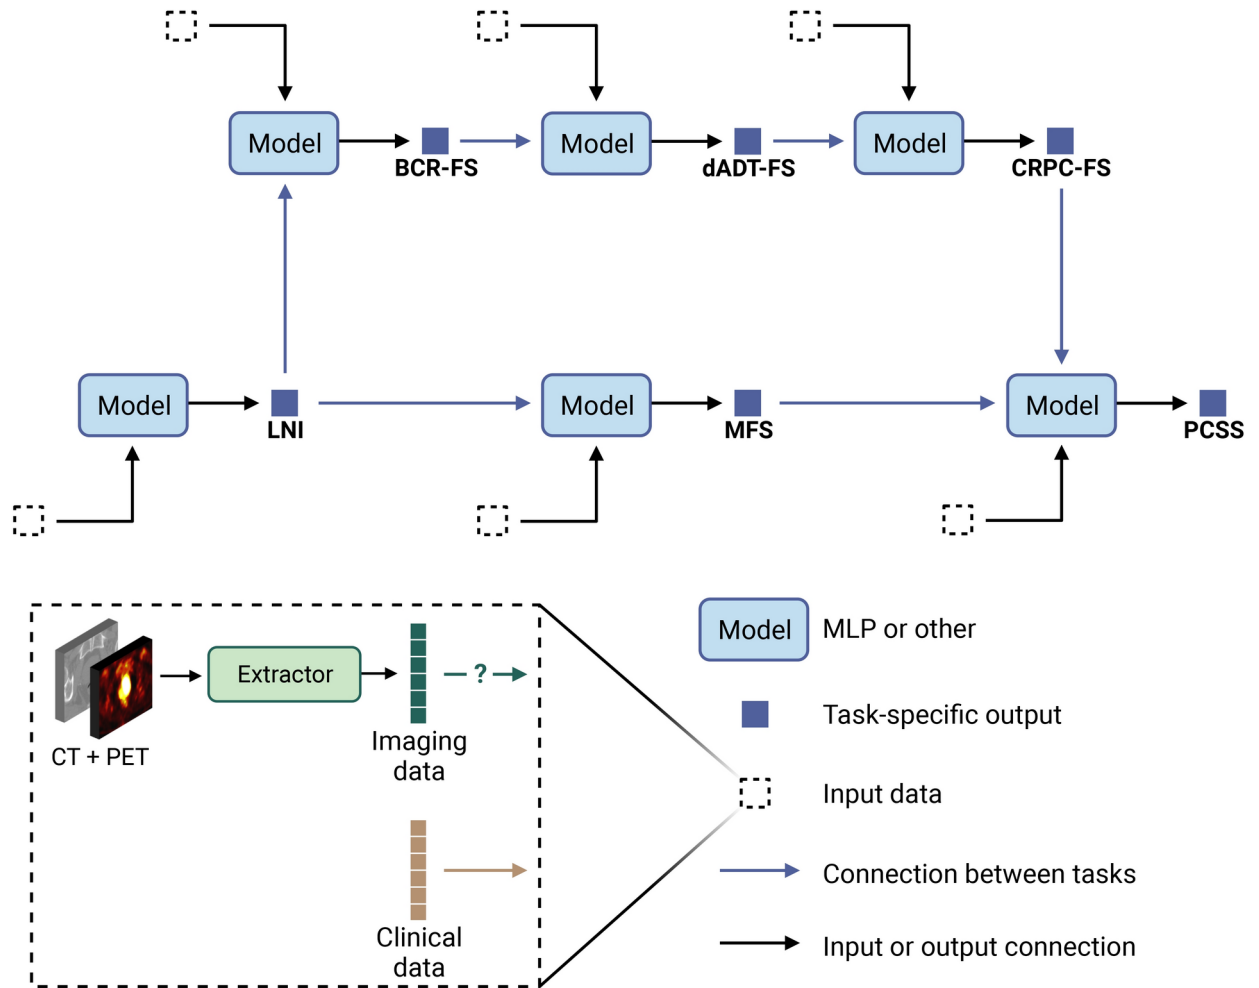 Model
BCR-FS
Model
dADT-FS
Model
CRPC-FS
Model
LNI
Model
MFS
Model
PCSS
CT + PET
Extractor
Imaging
data
?
Clinical
data
Model
MLP or other
Task-specific output
Input data
Connection between tasks
Input or output connection